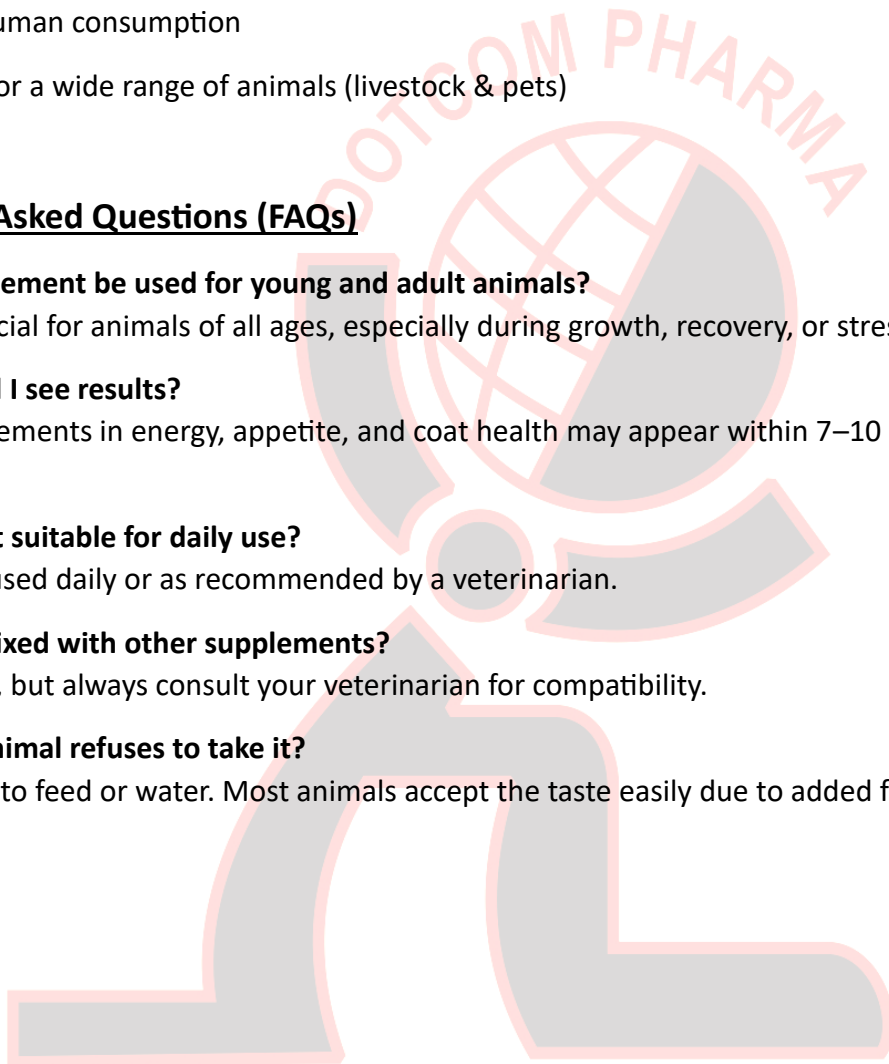 uman consumption
or a wide range of animals (livestock & pets)
DOTCOM PHARMA
Asked Questions (FAQs)
ement be used for young and adult animals?
cial for animals of all ages, especially during growth, recovery, or stres
I see results?
ements in energy, appetite, and coat health may appear within 7–10
t suitable for daily use?
used daily or as recommended by a veterinarian.
ixed with other supplements?
, but always consult your veterinarian for compatibility.
nimal refuses to take it?
to feed or water. Most animals accept the taste easily due to added f